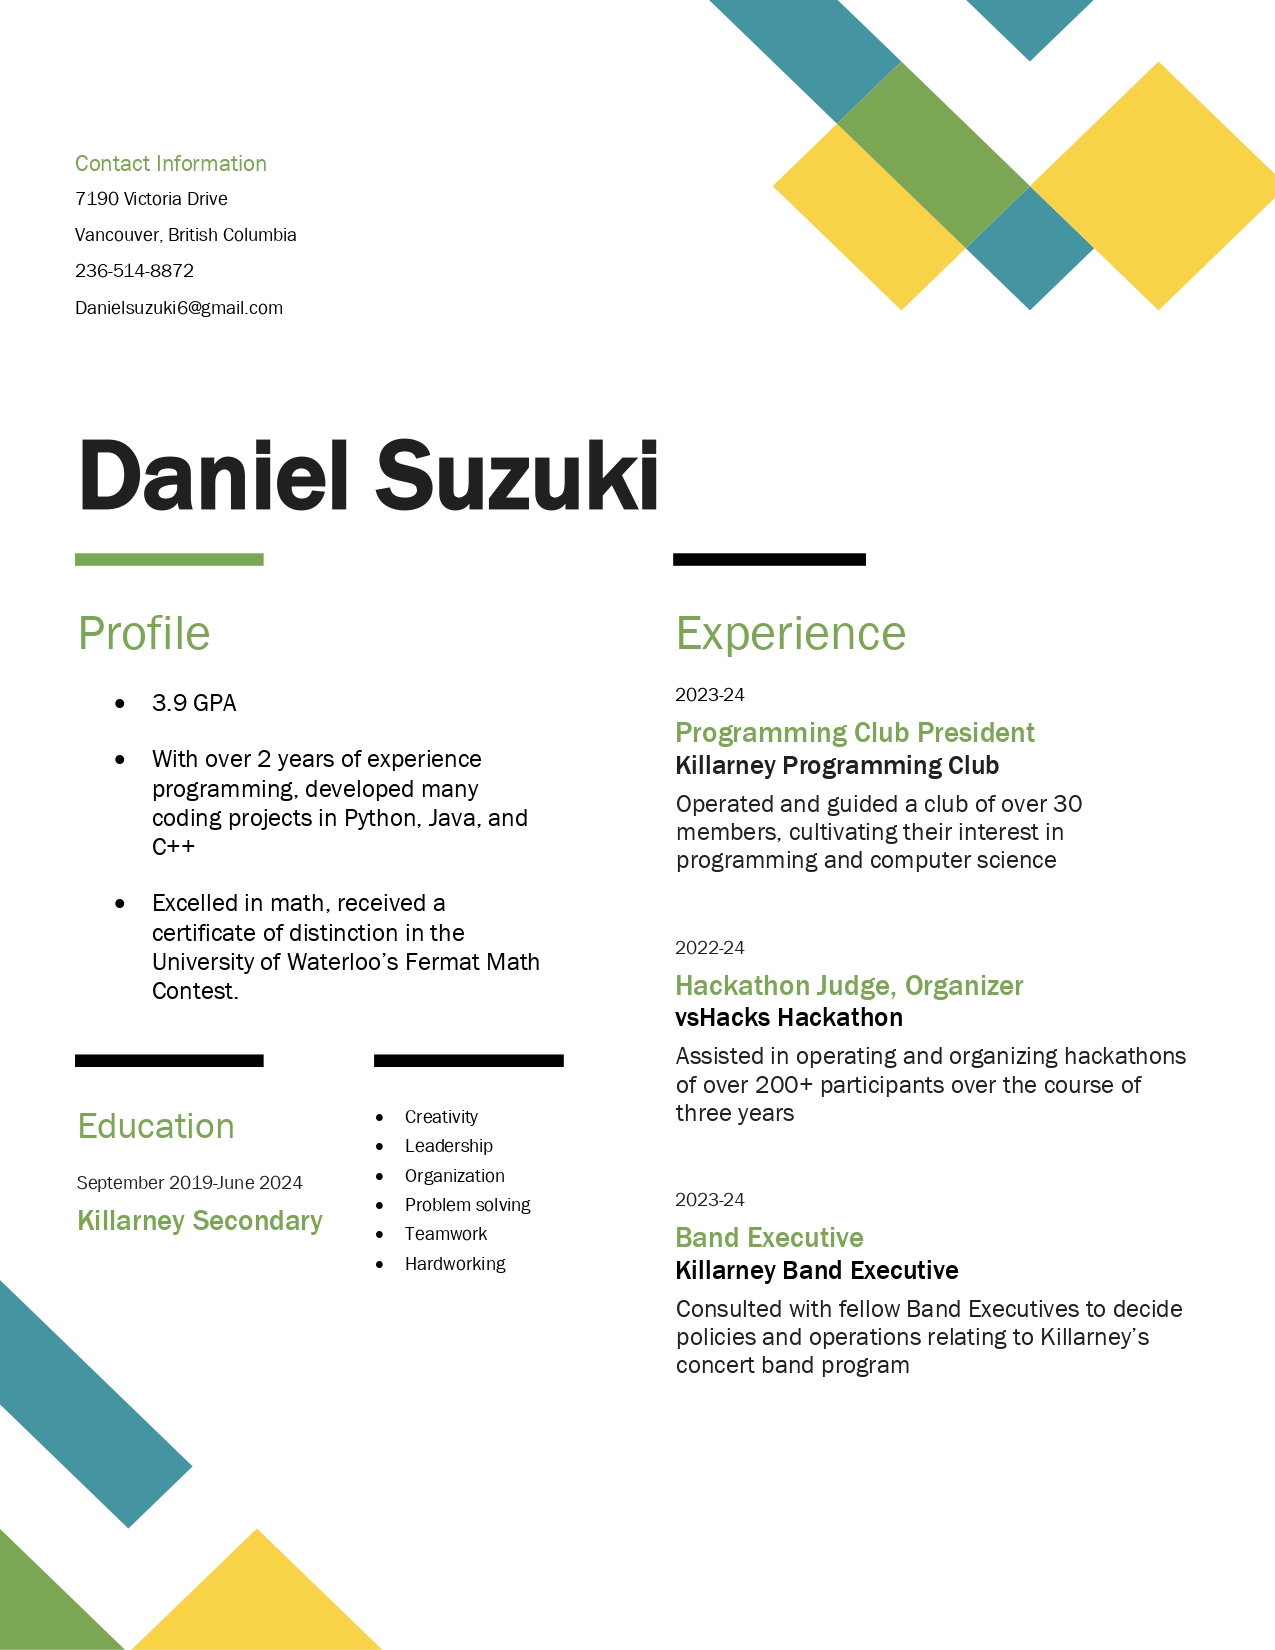 Contact Information
7190 Victoria Drive
Vancouver, British Columbia
236-514-8872
Danielsuzuki6@gmail.com
Daniel Suzuki
Profile
• 3.9 GPA
• With over 2 years of experience
programming, developed many
coding projects in Python, Java, and
C++
• Excelled in math, received a
certificate of distinction in the
University of Waterloo’s Fermat Math
Contest.
Education
September 2019-June 2024
Killarney Secondary
• Creativity
• Leadership
• Organization
• Problem solving
• Teamwork
• Hardworking
Experience
2023-24
Programming Club President
Killarney Programming Club
Operated and guided a club of over 30
members, cultivating their interest in
programming and computer science
2022-24
Hackathon Judge, Organizer
vsHacks Hackathon
Assisted in operating and organizing hackathons
of over 200+ participants over the course of
three years
2023-24
Band Executive
Killarney Band Executive
Consulted with fellow Band Executives to decide
policies and operations relating to Killarney’s
concert band program